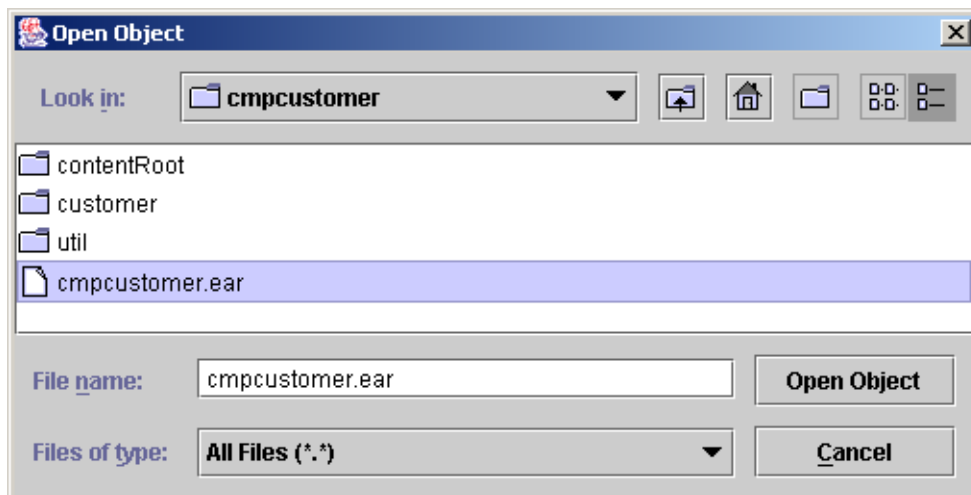 Open Object
Look in: cmpcustomer
contentRoot
customer
util
cmpcustomer.ear
File name: cmpcustomer.ear Open Object
Files of type: All Files (*.*) Cancel